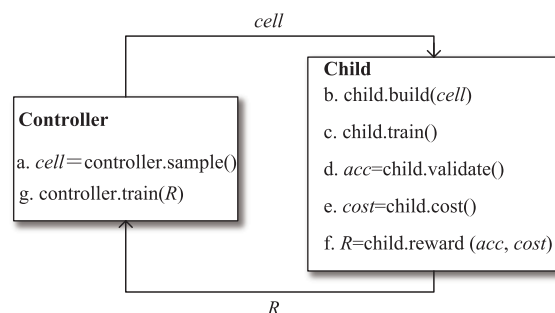 cell
Controller
a. cell=controller.sample()
g. controller.train(R)
Child
b. child.build(cell)
c. child.train()
d. acc=child.validate()
e. cost=child.cost()
f. R=child.reward (acc, cost)
R